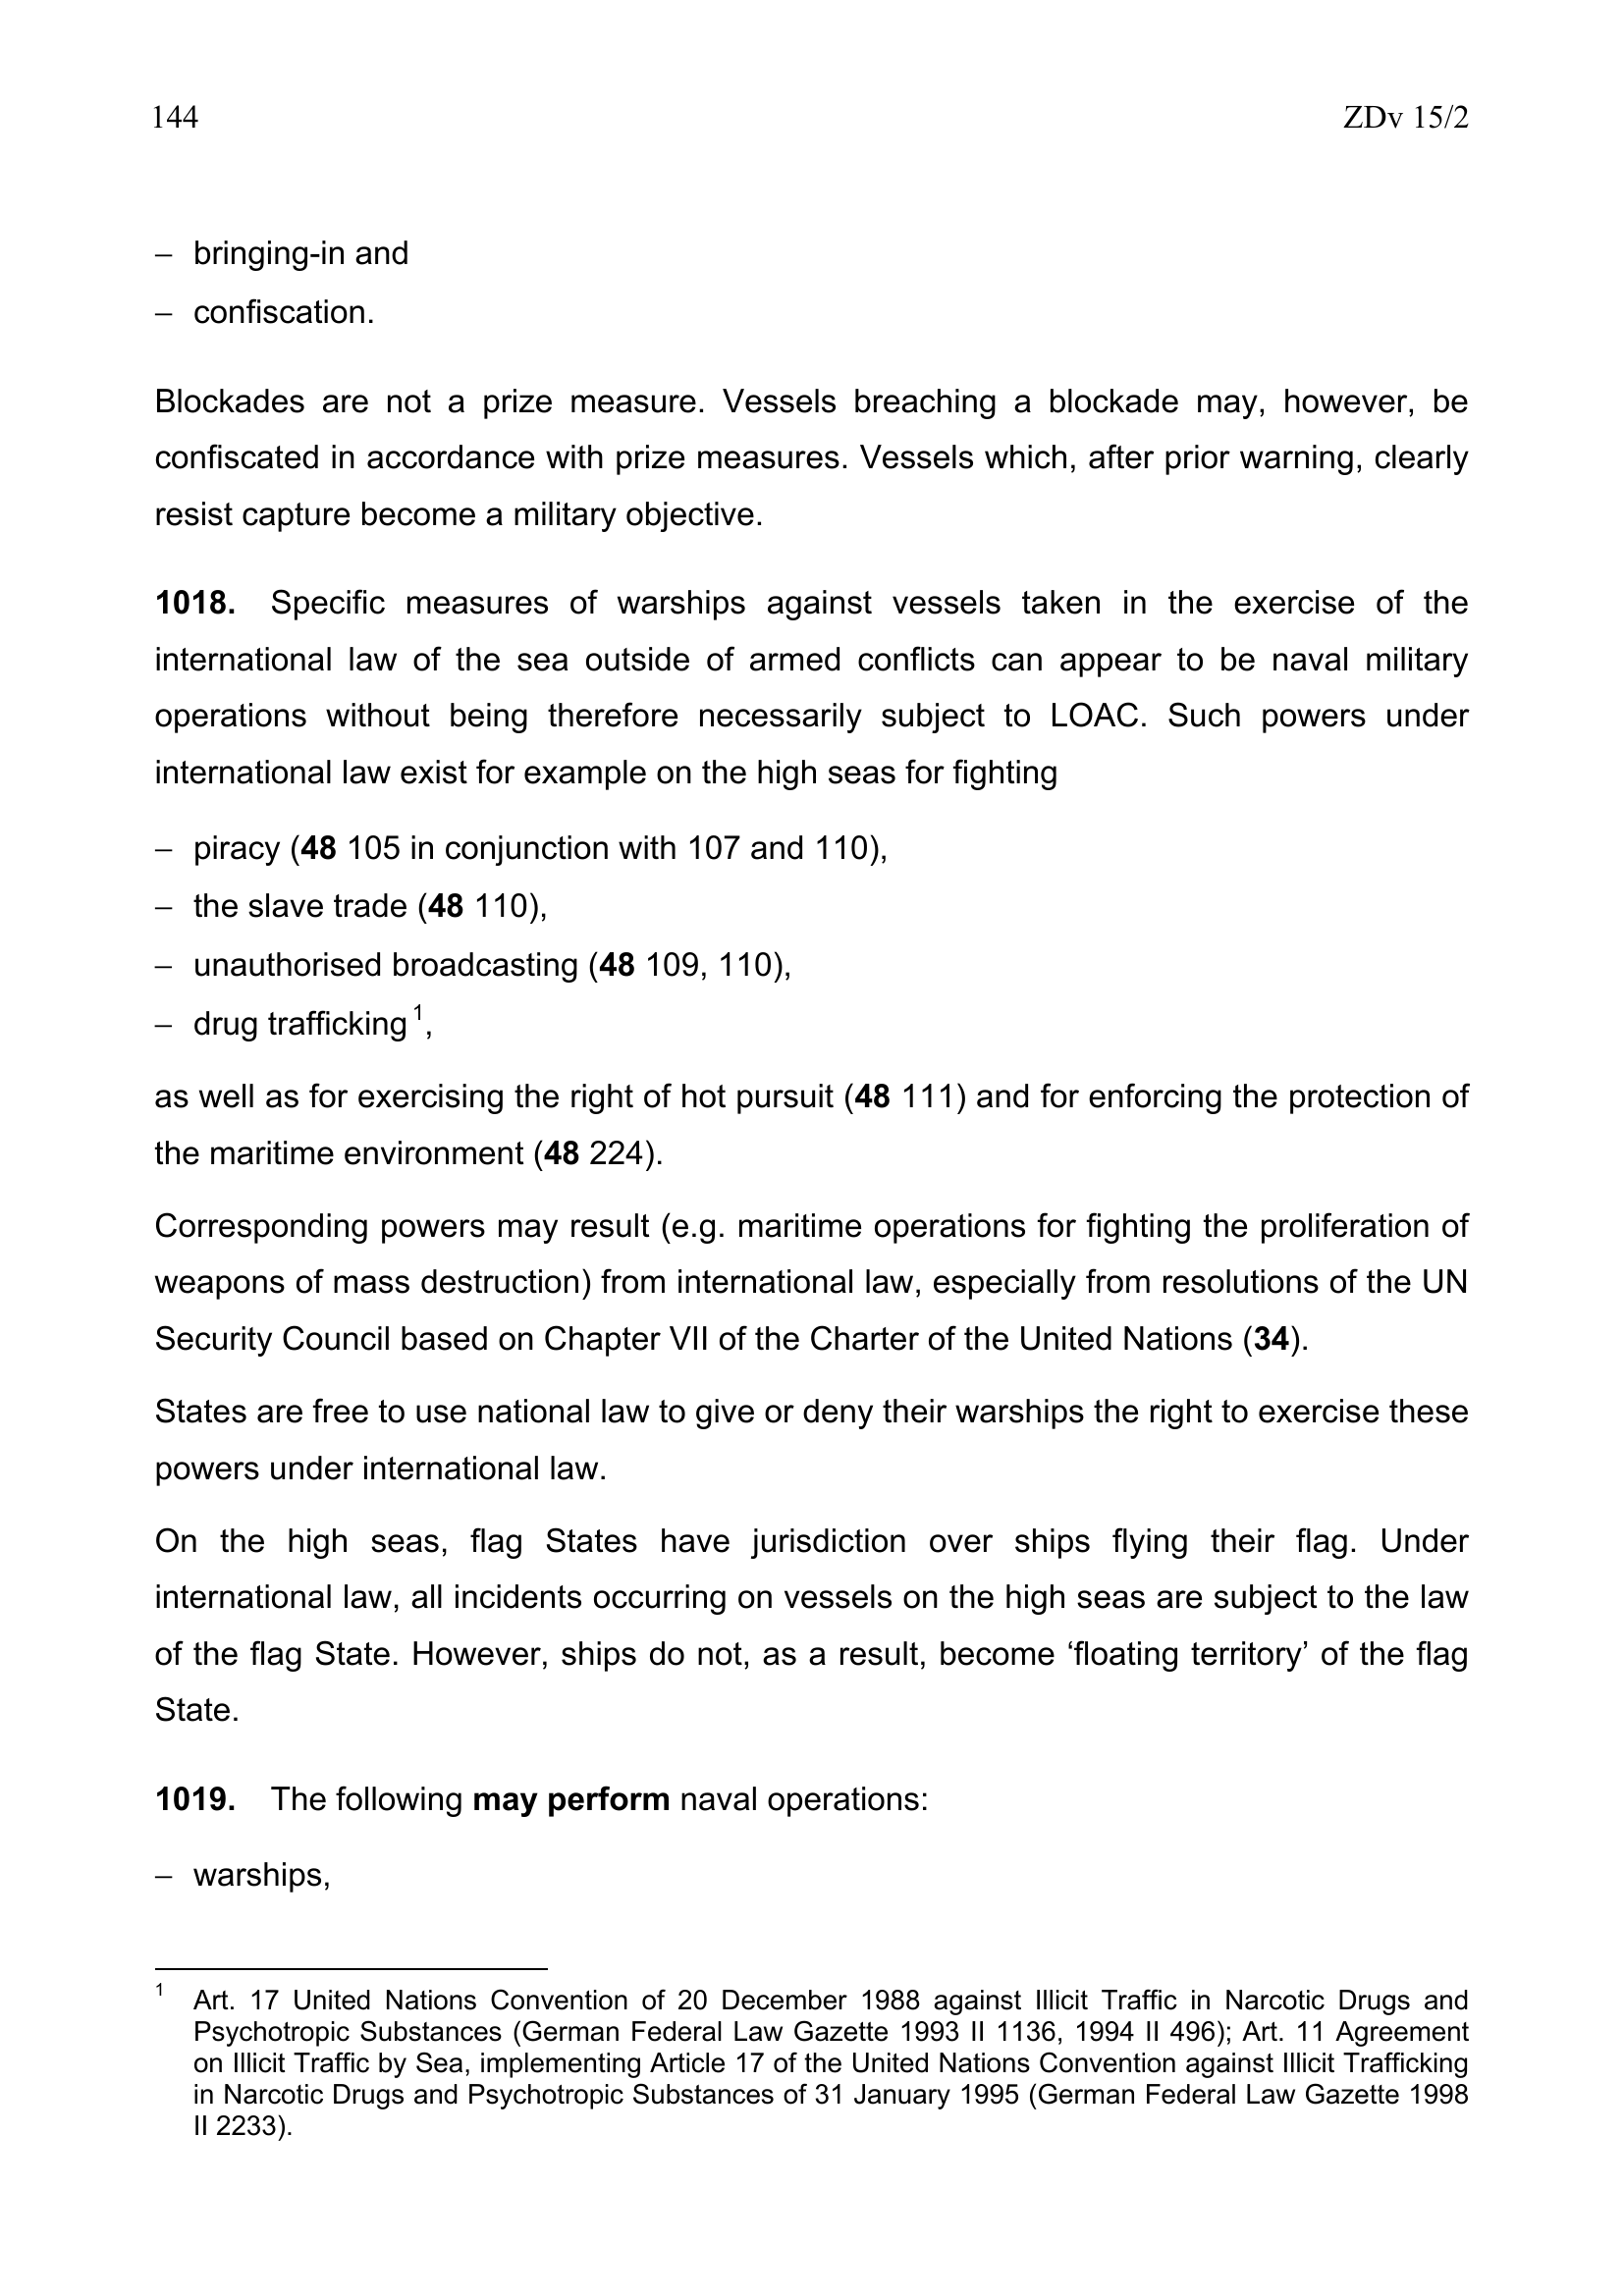 144 ZDv 15/2
– bringing-in and
– confiscation.
Blockades are not a prize measure. Vessels breaching a blockade may, however, be
confiscated in accordance with prize measures. Vessels which, after prior warning, clearly
resist capture become a military objective.
1018. Specific measures of warships against vessels taken in the exercise of the
international law of the sea outside of armed conflicts can appear to be naval military
operations without being therefore necessarily subject to LOAC. Such powers under
international law exist for example on the high seas for fighting
– piracy (48 105 in conjunction with 107 and 110),
– the slave trade (48 110),
– unauthorised broadcasting (48 109, 110),
– drug trafficking 1,
as well as for exercising the right of hot pursuit (48 111) and for enforcing the protection of
the maritime environment (48 224).
Corresponding powers may result (e.g. maritime operations for fighting the proliferation of
weapons of mass destruction) from international law, especially from resolutions of the UN
Security Council based on Chapter VII of the Charter of the United Nations (34).
States are free to use national law to give or deny their warships the right to exercise these
powers under international law.
On the high seas, flag States have jurisdiction over ships flying their flag. Under
international law, all incidents occurring on vessels on the high seas are subject to the law
of the flag State. However, ships do not, as a result, become ‘floating territory’ of the flag
State.
1019. The following may perform naval operations:
– warships,
1 Art. 17 United Nations Convention of 20 December 1988 against Illicit Traffic in Narcotic Drugs and
Psychotropic Substances (German Federal Law Gazette 1993 II 1136, 1994 II 496); Art. 11 Agreement
on Illicit Traffic by Sea, implementing Article 17 of the United Nations Convention against Illicit Trafficking
in Narcotic Drugs and Psychotropic Substances of 31 January 1995 (German Federal Law Gazette 1998
II 2233).